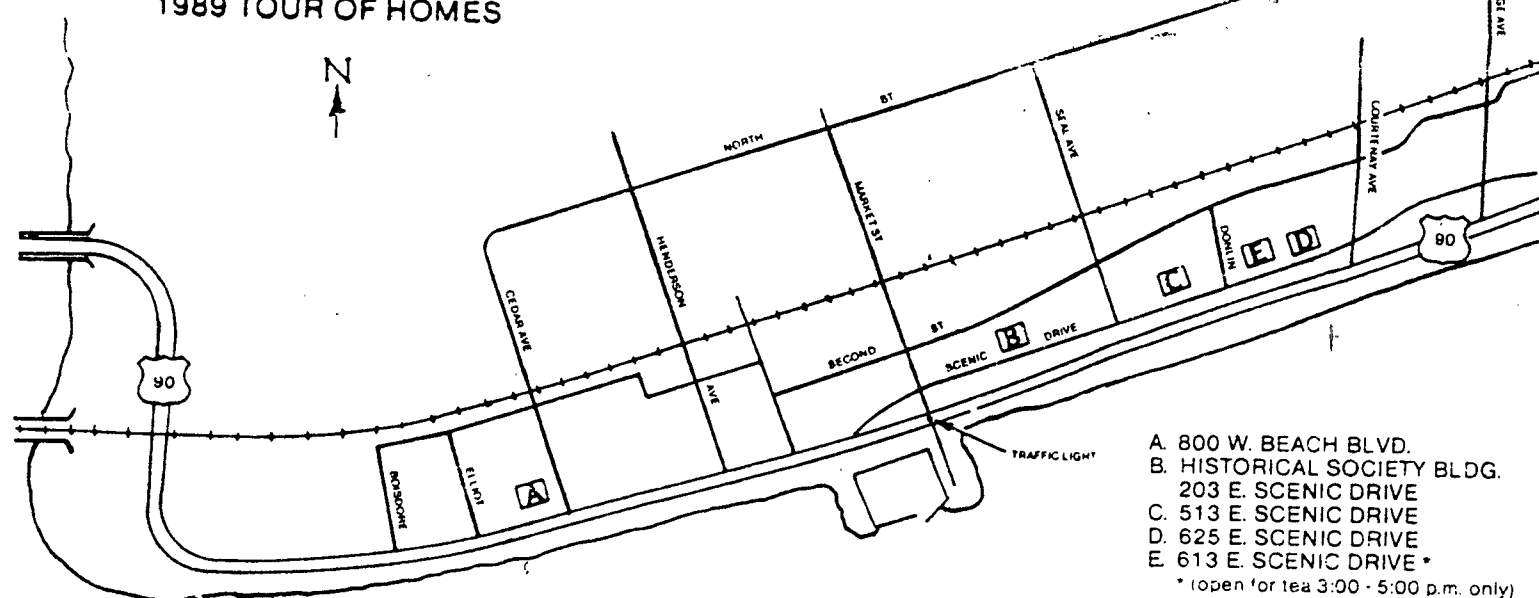 1989 TOUR OF HOMES
N
NORTH ST
SEAL AVE
COURTENAY AVE
MARKET ST
HENDERSON AVE
CEDAR AVE
DONLIN
E
D
90
C
B
SECOND ST
SCENIC DRIVE
90
BOISDORE
ELLIOT
A
TRAFFIC LIGHT
A. 800 W. BEACH BLVD.
B. HISTORICAL SOCIETY BLDG.
203 E. SCENIC DRIVE
C. 513 E. SCENIC DRIVE
D. 625 E. SCENIC DRIVE
E. 613 E. SCENIC DRIVE *
* (open for tea 3:00 - 5:00 p.m. only)